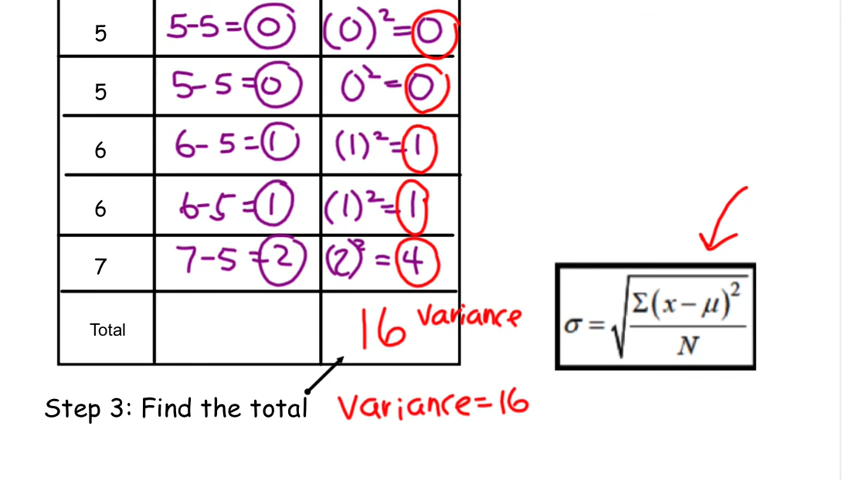 5 5-5=0 (0)²=0
5 5-5=0 0²=0
6 6-5=1 (1)²=1
6 6-5=1 (1)²=1
7 7-5=2 (2)²=4
Total 16 variance
σ = √(Σ(x-μ)²/N)
Step 3: Find the total variance=16